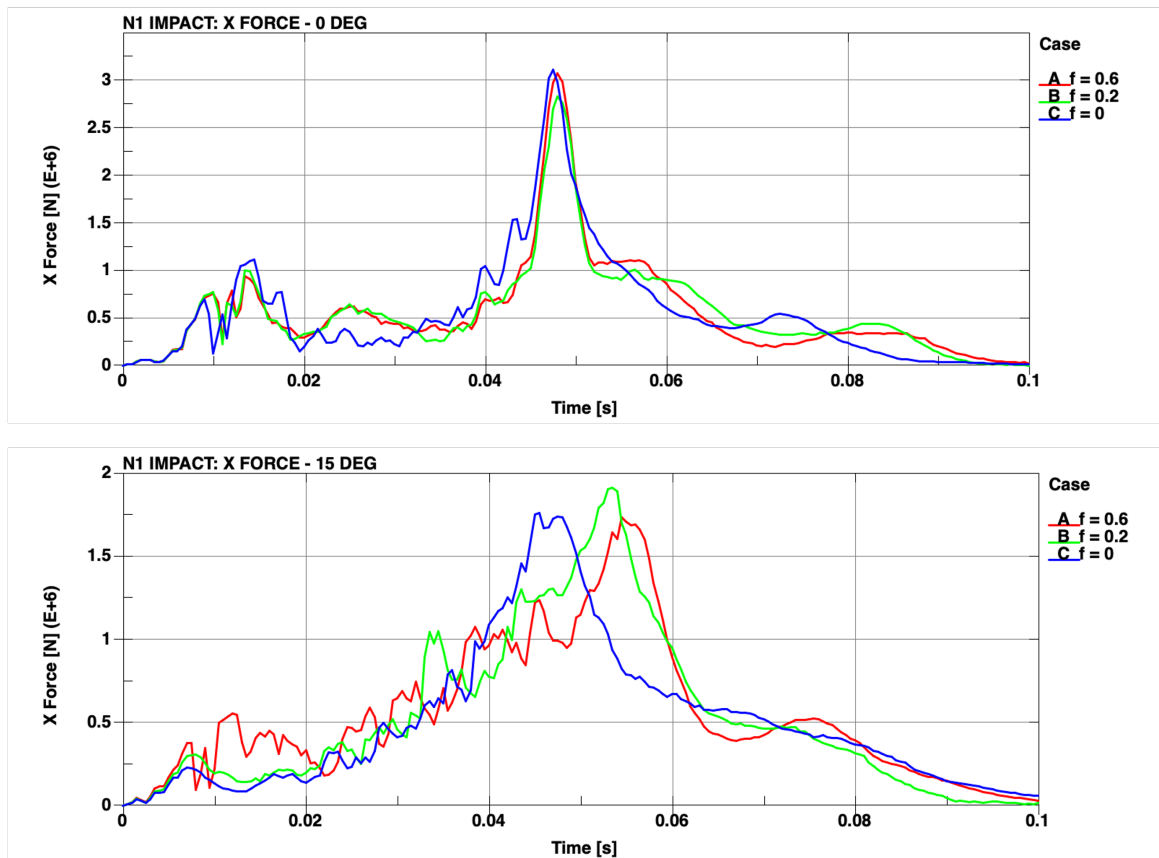 N1 IMPACT: X FORCE - 0 DEG
Case
A f = 0.6
B f = 0.2
C f = 0
X Force [N] (E+6)
3
2.5
2
1.5
1
0.5
0
0 0.02 0.04 0.06 0.08 0.1
Time [s]
N1 IMPACT: X FORCE - 15 DEG
Case
A f = 0.6
B f = 0.2
C f = 0
X Force [N] (E+6)
2
1.5
1
0.5
0
0 0.02 0.04 0.06 0.08 0.1
Time [s]